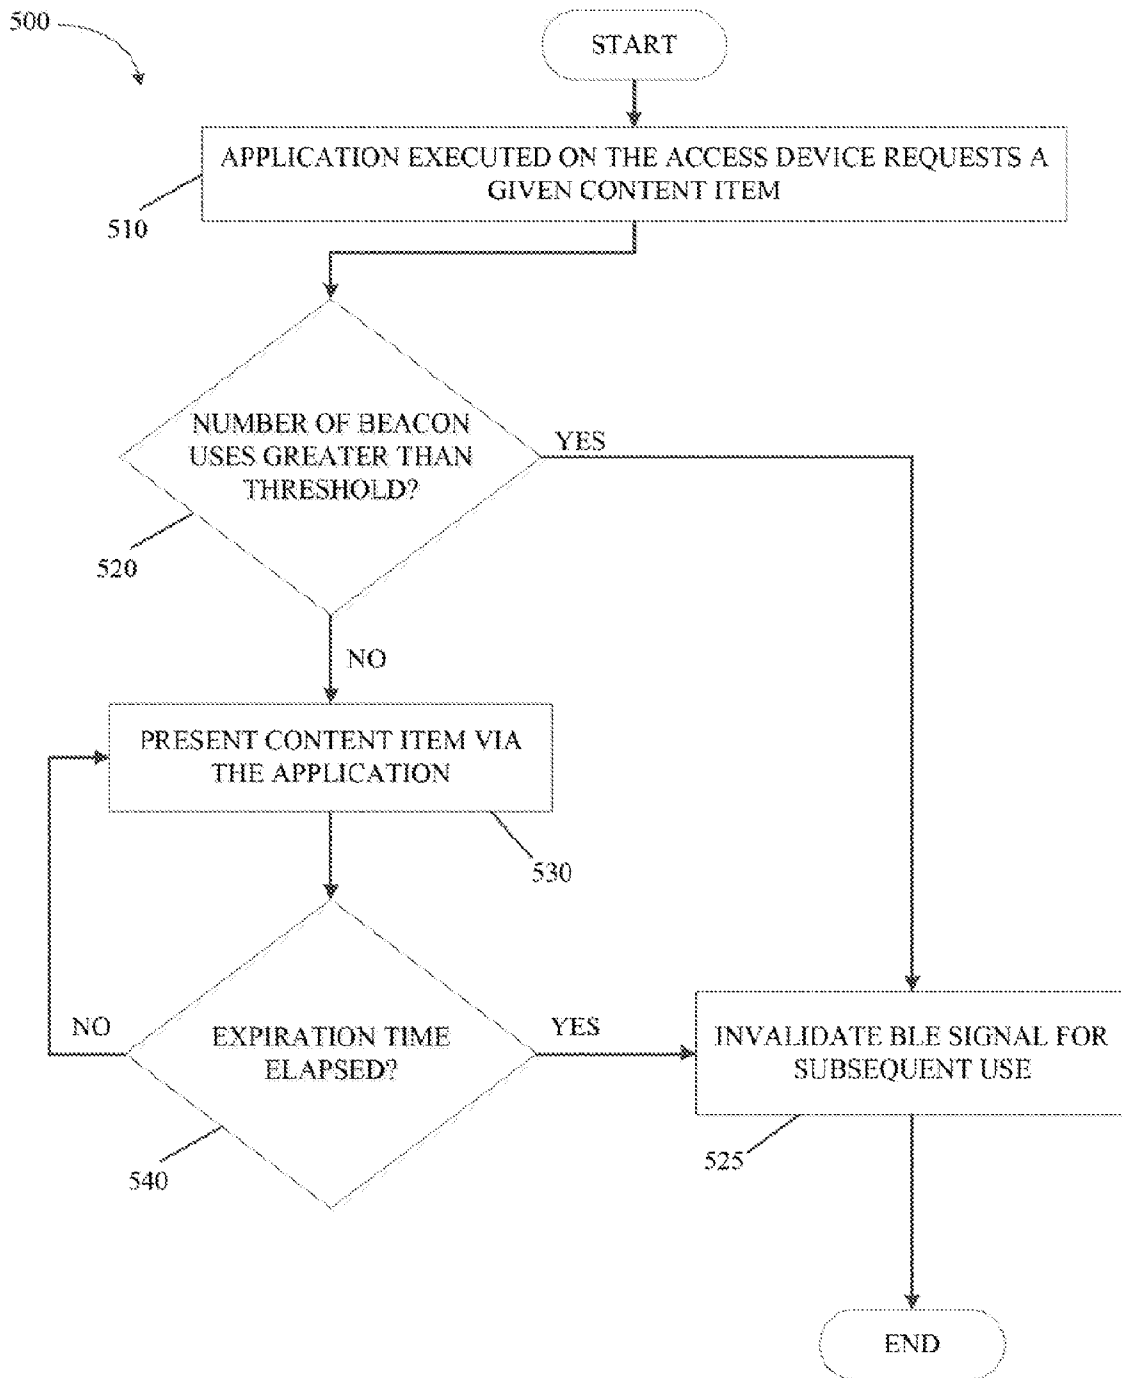 500
START
APPLICATION EXECUTED ON THE ACCESS DEVICE REQUESTS A
GIVEN CONTENT ITEM
510
NUMBER OF BEACON
USES GREATER THAN
THRESHOLD?
YES
520
NO
PRESENT CONTENT ITEM VIA
THE APPLICATION
530
NO
EXPIRATION TIME
ELAPSED?
YES
INVALIDATE BLE SIGNAL FOR
SUBSEQUENT USE
540
525
END